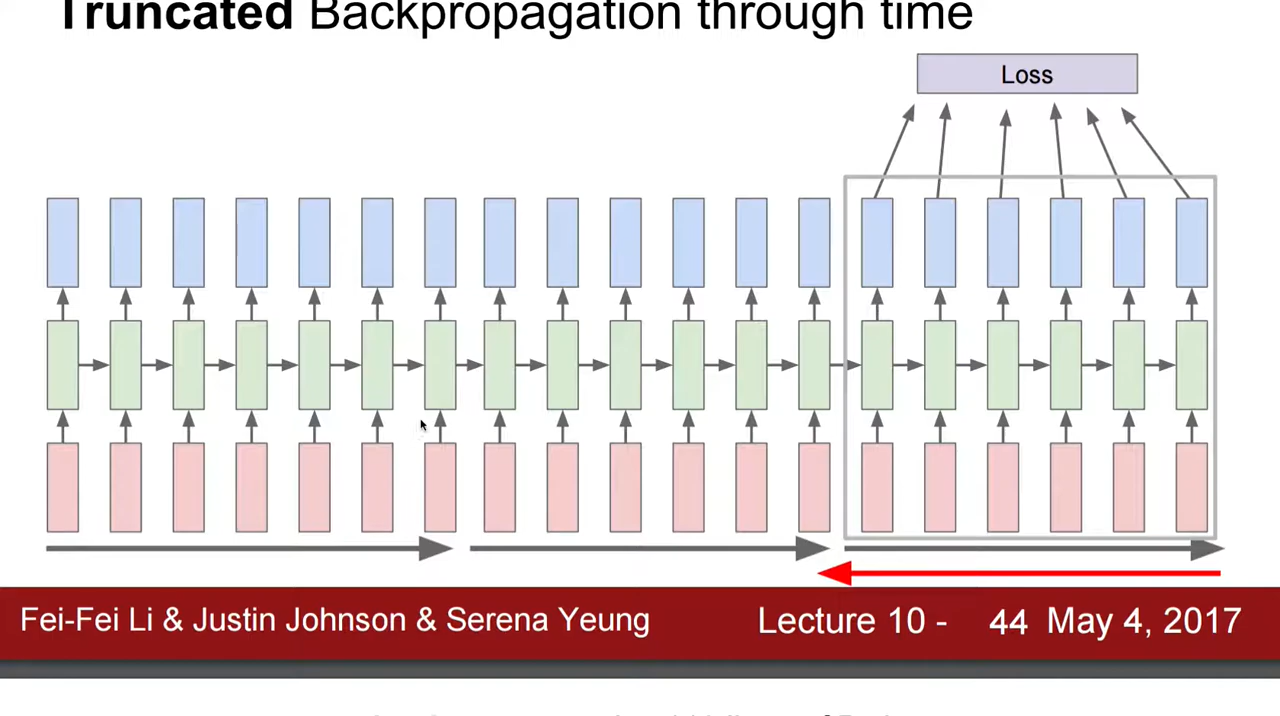 Truncated Backpropagation through time
Loss
Fei-Fei Li & Justin Johnson & Serena Yeung
Lecture 10 - 44 May 4, 2017